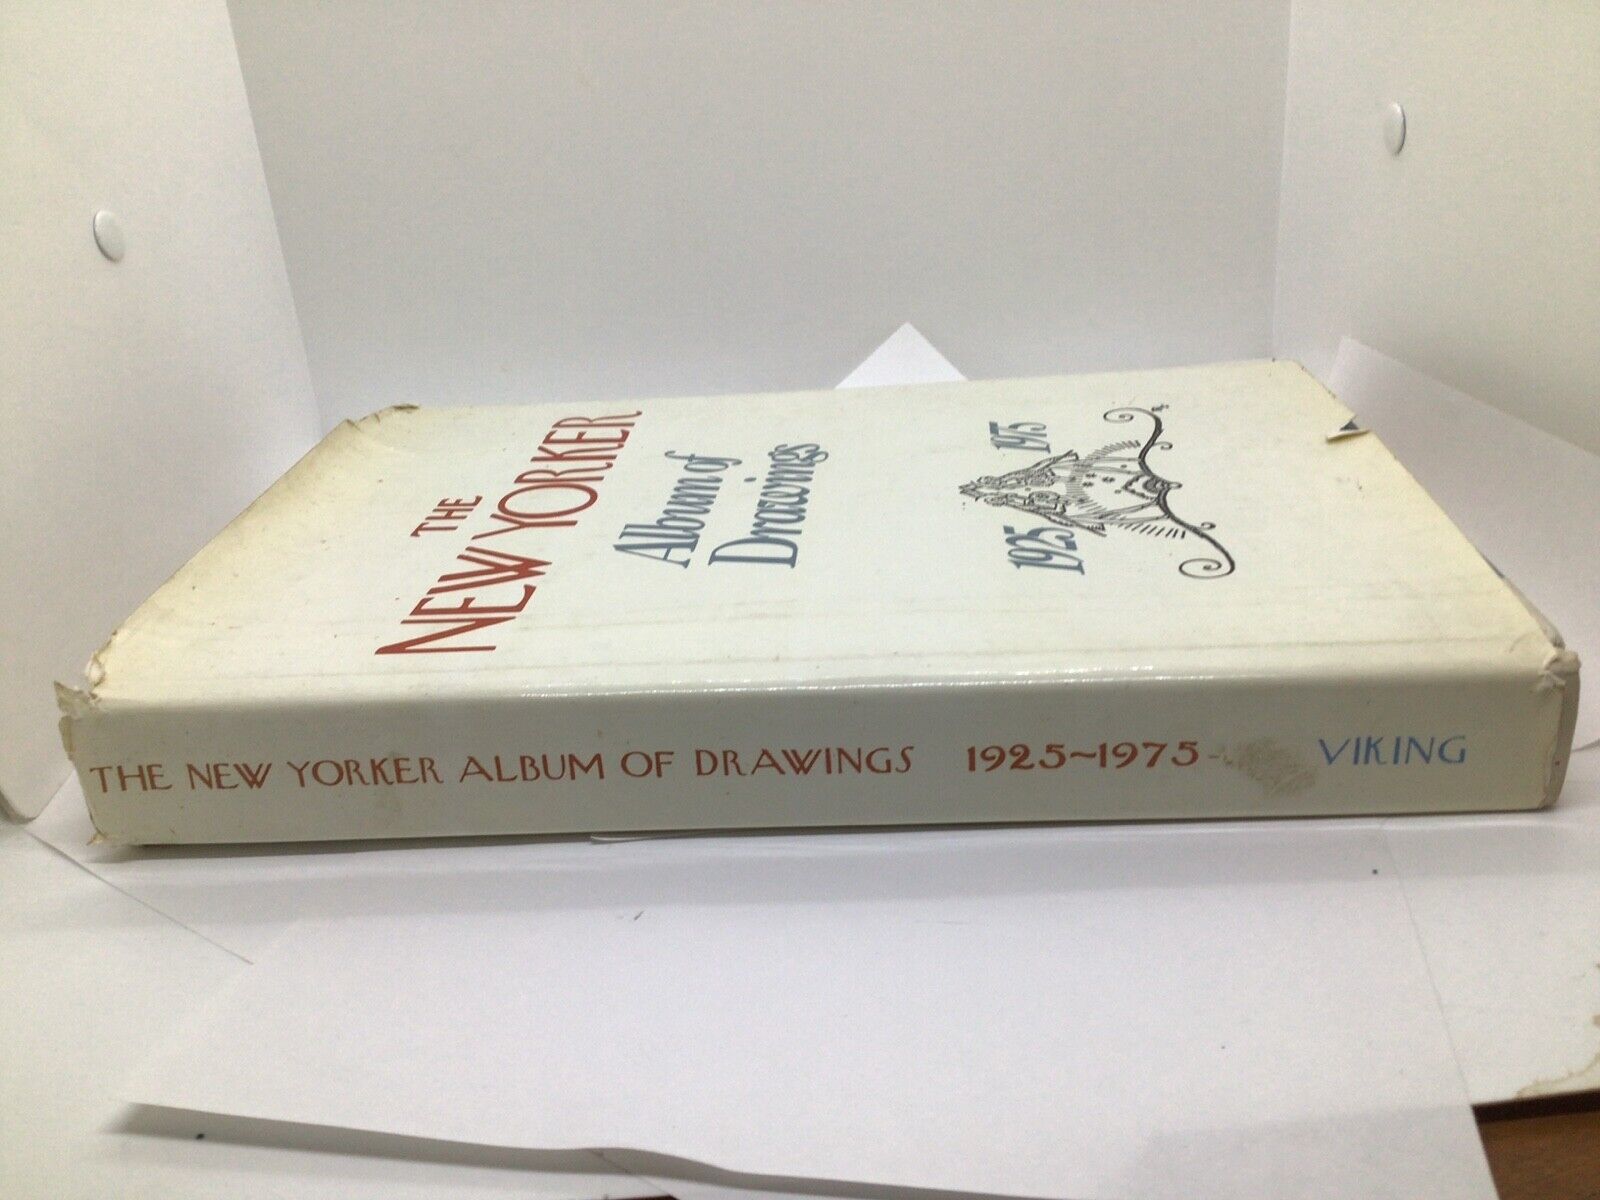 THE
NEW YORKER
Album of
Drawings
1925 1975
THE NEW YORKER ALBUM OF DRAWINGS 1925~1975 VIKING